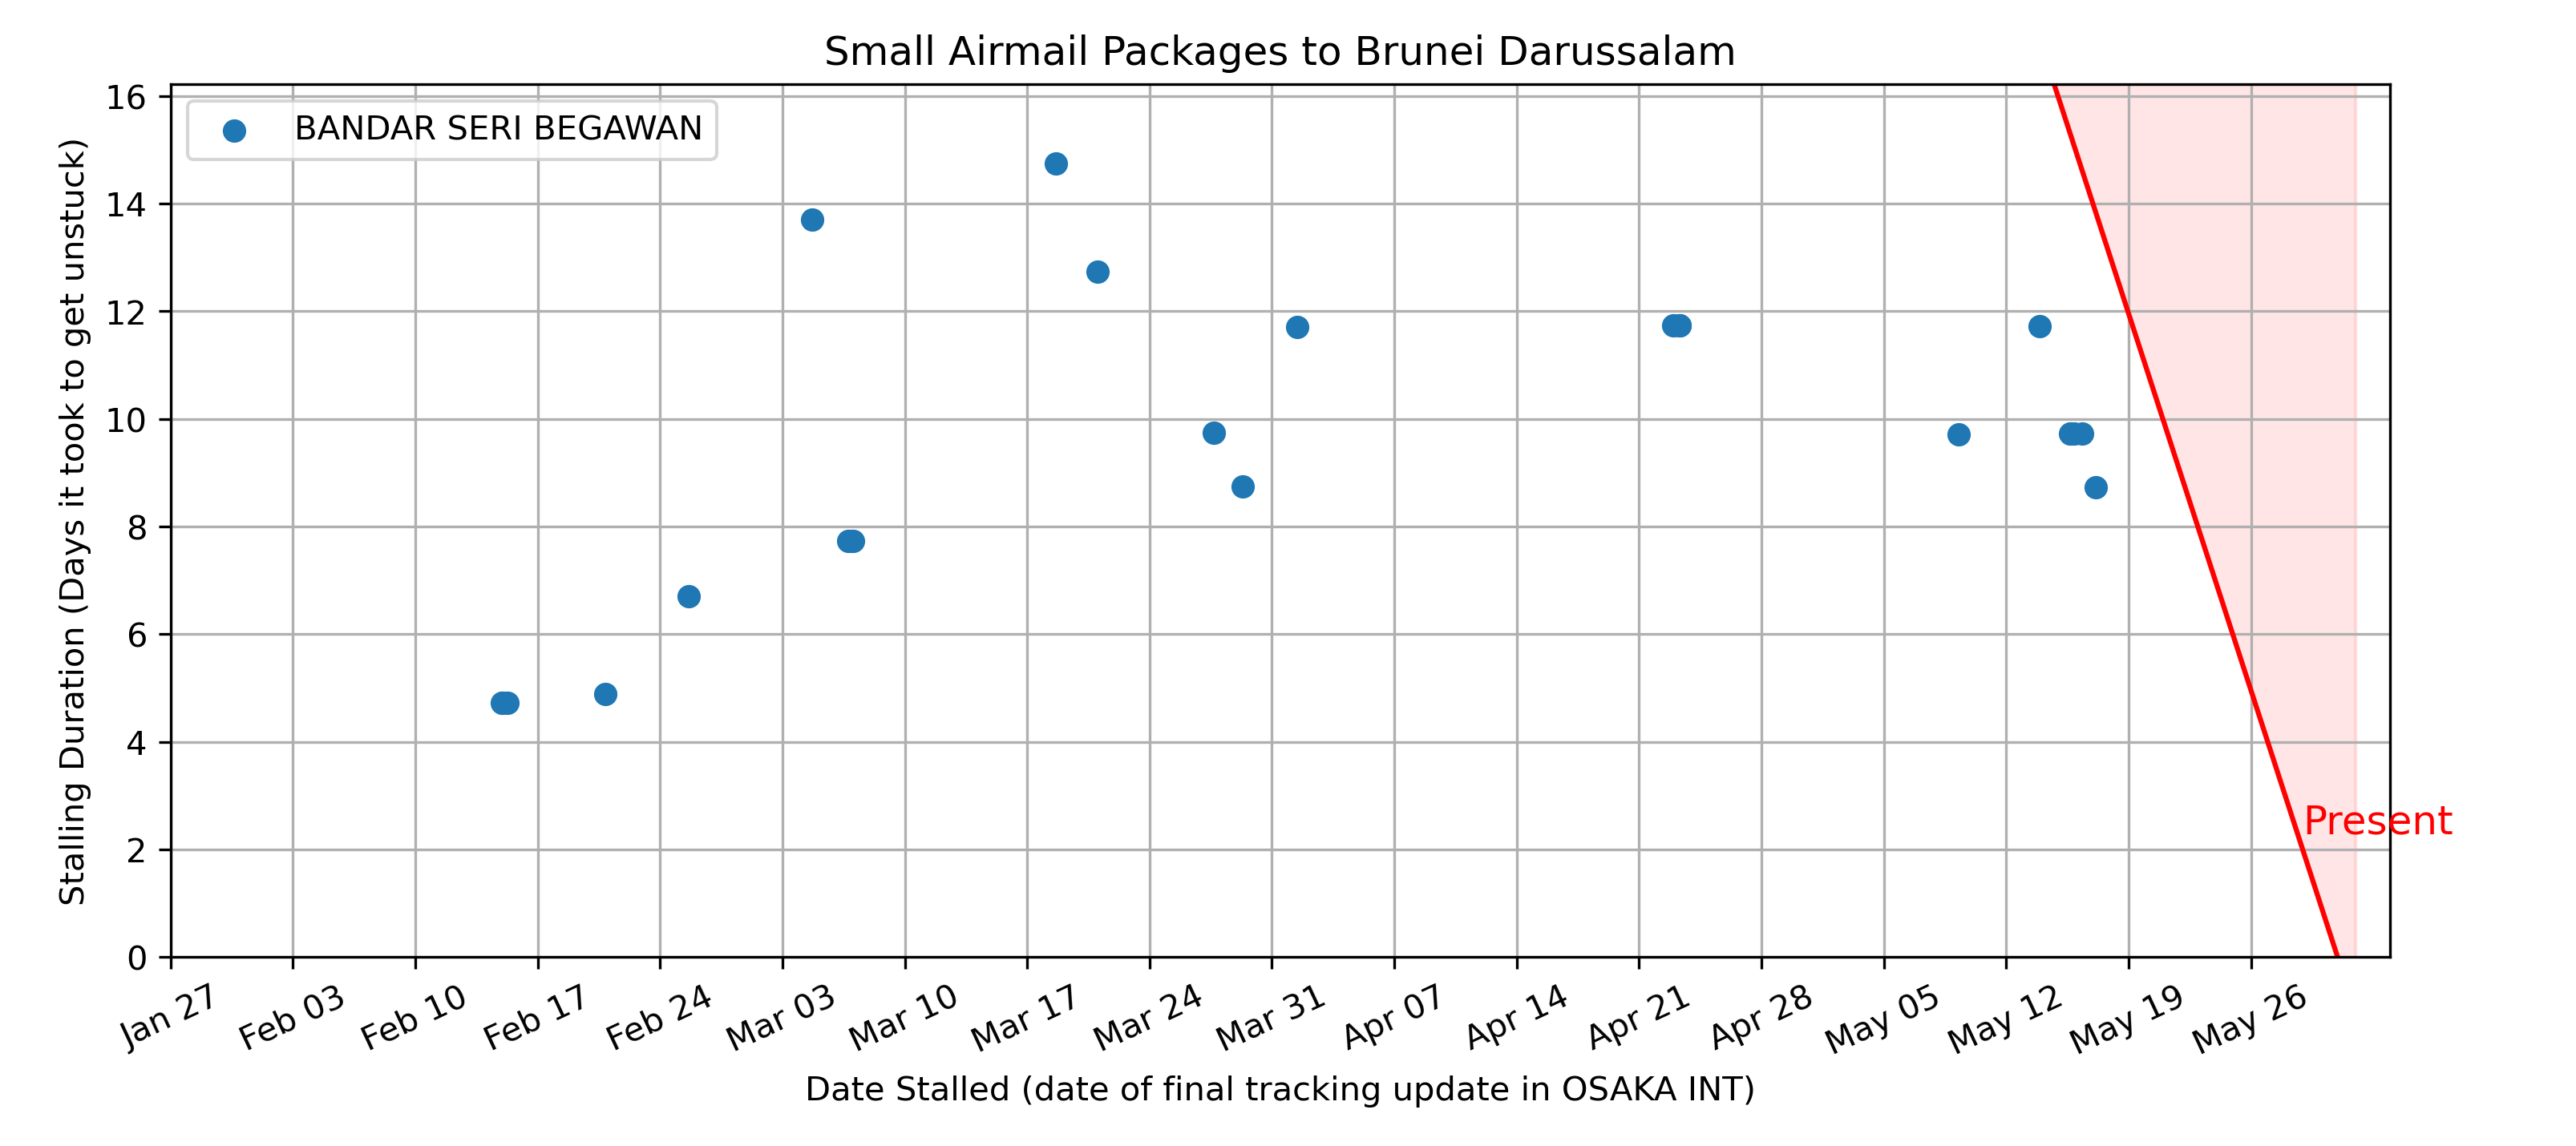 Small Airmail Packages to Brunei Darussalam
BANDAR SERI BEGAWAN
Stalling Duration (Days it took to get unstuck)
16
14
12
10
8
6
4
2
0
Present
Jan 27
Feb 03
Feb 10
Feb 17
Feb 24
Mar 03
Mar 10
Mar 17
Mar 24
Mar 31
Apr 07
Apr 14
Apr 21
Apr 28
May 05
May 12
May 19
May 26
Date Stalled (date of final tracking update in OSAKA INT)